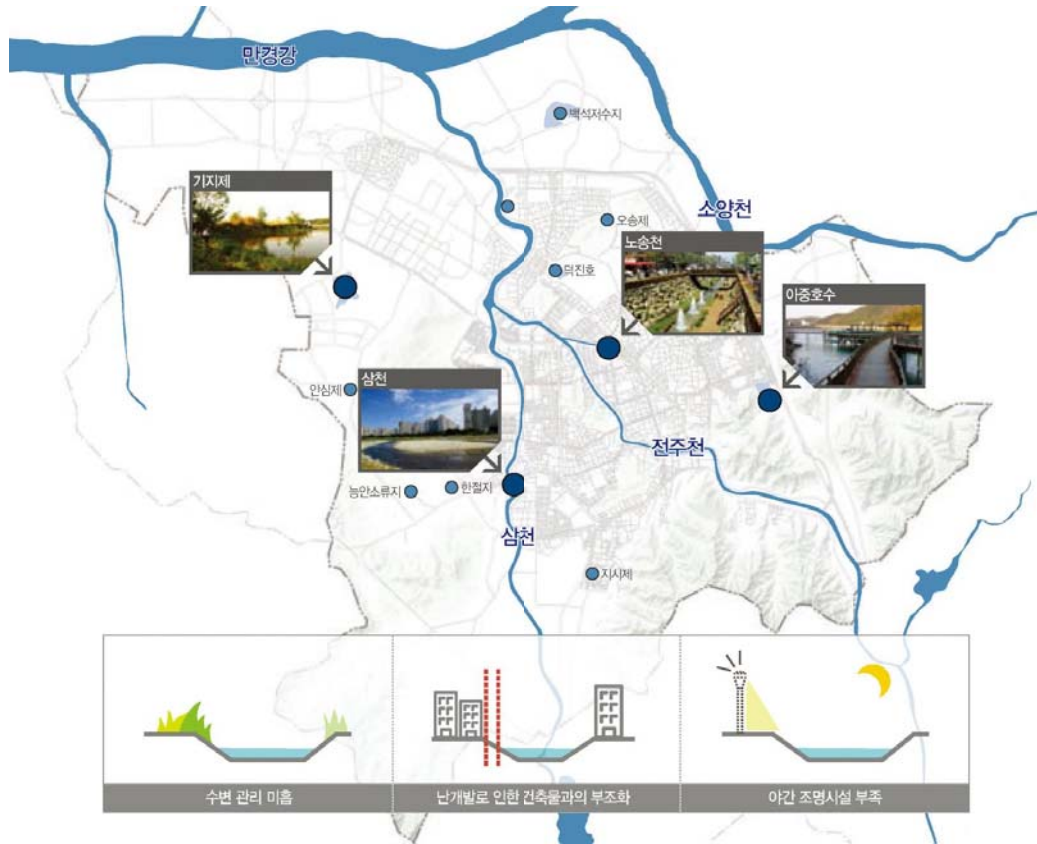 만경강
백석저수지
기지제
소양천
오송제
노송천
덕진호
아중호수
안심제
삼천
전주천
능안소류지
한절지
삼천
지시제
수변 관리 미흡
난개발로 인한 건축물과의 부조화
야간 조명시설 부족